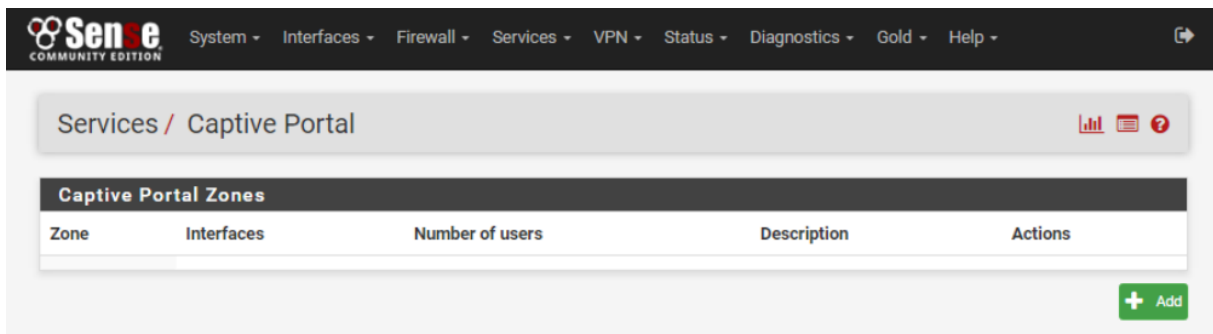 Sense
COMMUNITY EDITION
System Interfaces Firewall Services VPN Status Diagnostics Gold Help
Services / Captive Portal
Captive Portal Zones
Zone Interfaces Number of users Description Actions
Add